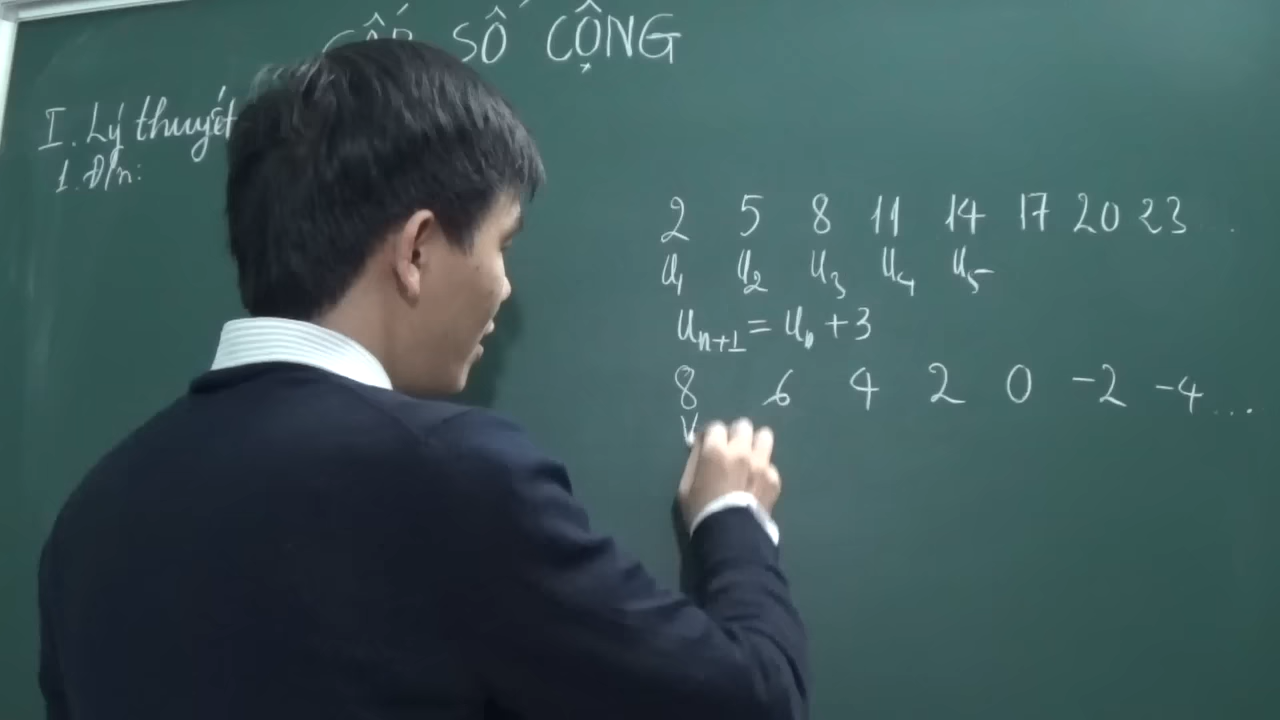 CẤP SỐ CỘNG
I. Lý thuyết
1. Đ/n:
2 5 8 11 14 17 20 23 ..
u₁ u₂ u₃ u₄ u₅
uₙ₊₁ = uₙ + 3
8 6 4 2 0 -2 -4 ...
V